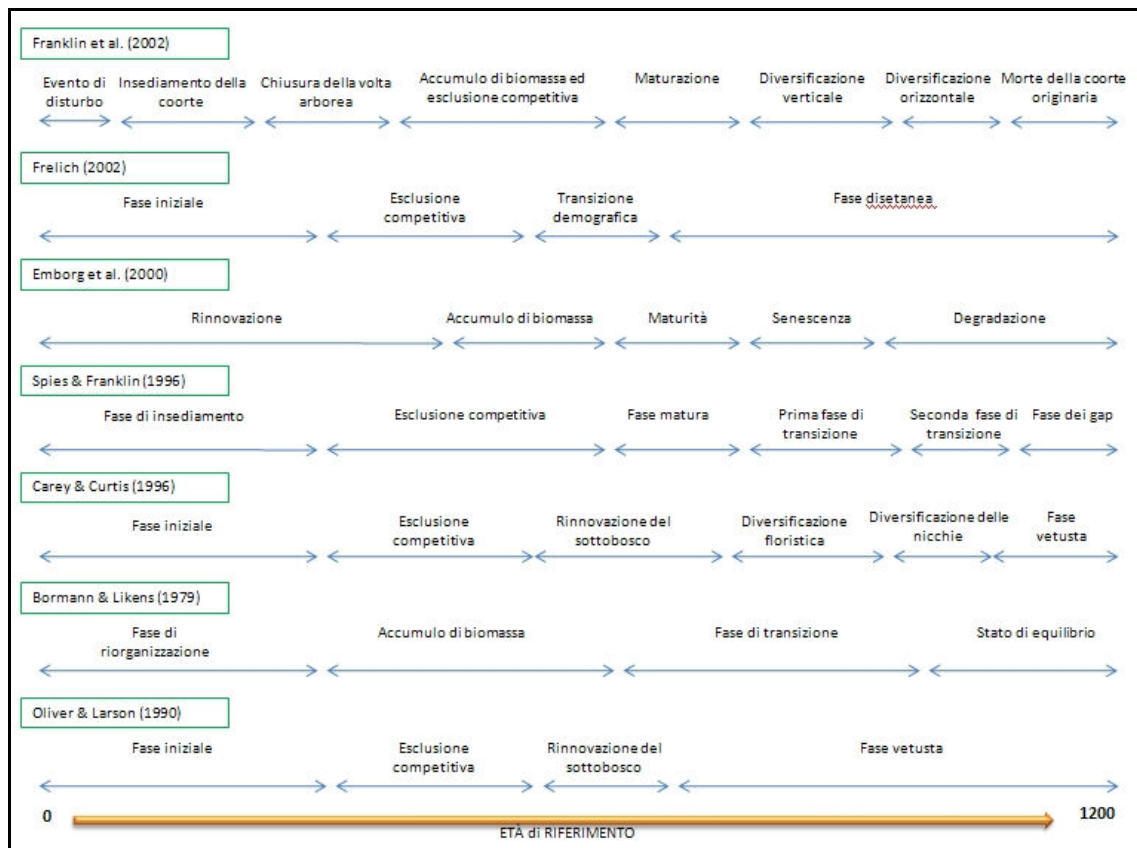 Franklin et al. (2002)
Evento di disturbo
Insediamento della coorte
Chiusura della volta arborea
Accumulo di biomassa ed esclusione competitiva
Maturazione
Diversificazione verticale
Diversificazione orizzontale
Morte della coorte originaria
Frelich (2002)
Fase iniziale
Esclusione competitiva
Transizione demografica
Fase disetanea
Emborg et al. (2000)
Rinnovazione
Accumulo di biomassa
Maturità
Senescenza
Degradazione
Spies & Franklin (1996)
Fase di insediamento
Esclusione competitiva
Fase matura
Prima fase di transizione
Seconda fase di transizione
Fase dei gap
Carey & Curtis (1996)
Fase iniziale
Esclusione competitiva
Rinnovazione del sottobosco
Diversificazione floristica
Diversificazione delle nicchie
Fase vetusta
Bormann & Likens (1979)
Fase di riorganizzazione
Accumulo di biomassa
Fase di transizione
Stato di equilibrio
Oliver & Larson (1990)
Fase iniziale
Esclusione competitiva
Rinnovazione del sottobosco
Fase vetusta
0
1200
ETÀ di RIFERIMENTO